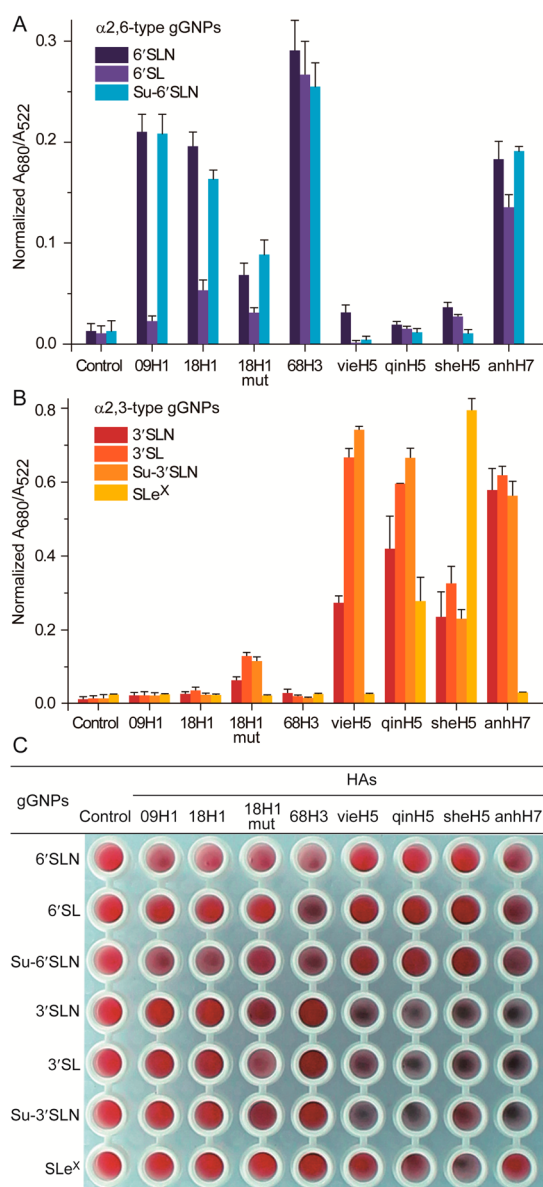 A
α2,6-type gGNPs
6′SLN
6′SL
Su-6′SLN
Normalized A680/A522
0.3
0.2
0.1
0.0
Control 09H1 18H1 18H1 mut 68H3 vieH5 qinH5 sheH5 anhH7
B
α2,3-type gGNPs
3′SLN
3′SL
Su-3′SLN
SLeX
Normalized A680/A522
0.8
0.6
0.4
0.2
0.0
Control 09H1 18H1 18H1 mut 68H3 vieH5 qinH5 sheH5 anhH7
C
HAs
gGNPs
Control 09H1 18H1 18H1 mut 68H3 vieH5 qinH5 sheH5 anhH7
6′SLN
6′SL
Su-6′SLN
3′SLN
3′SL
Su-3′SLN
SLeX